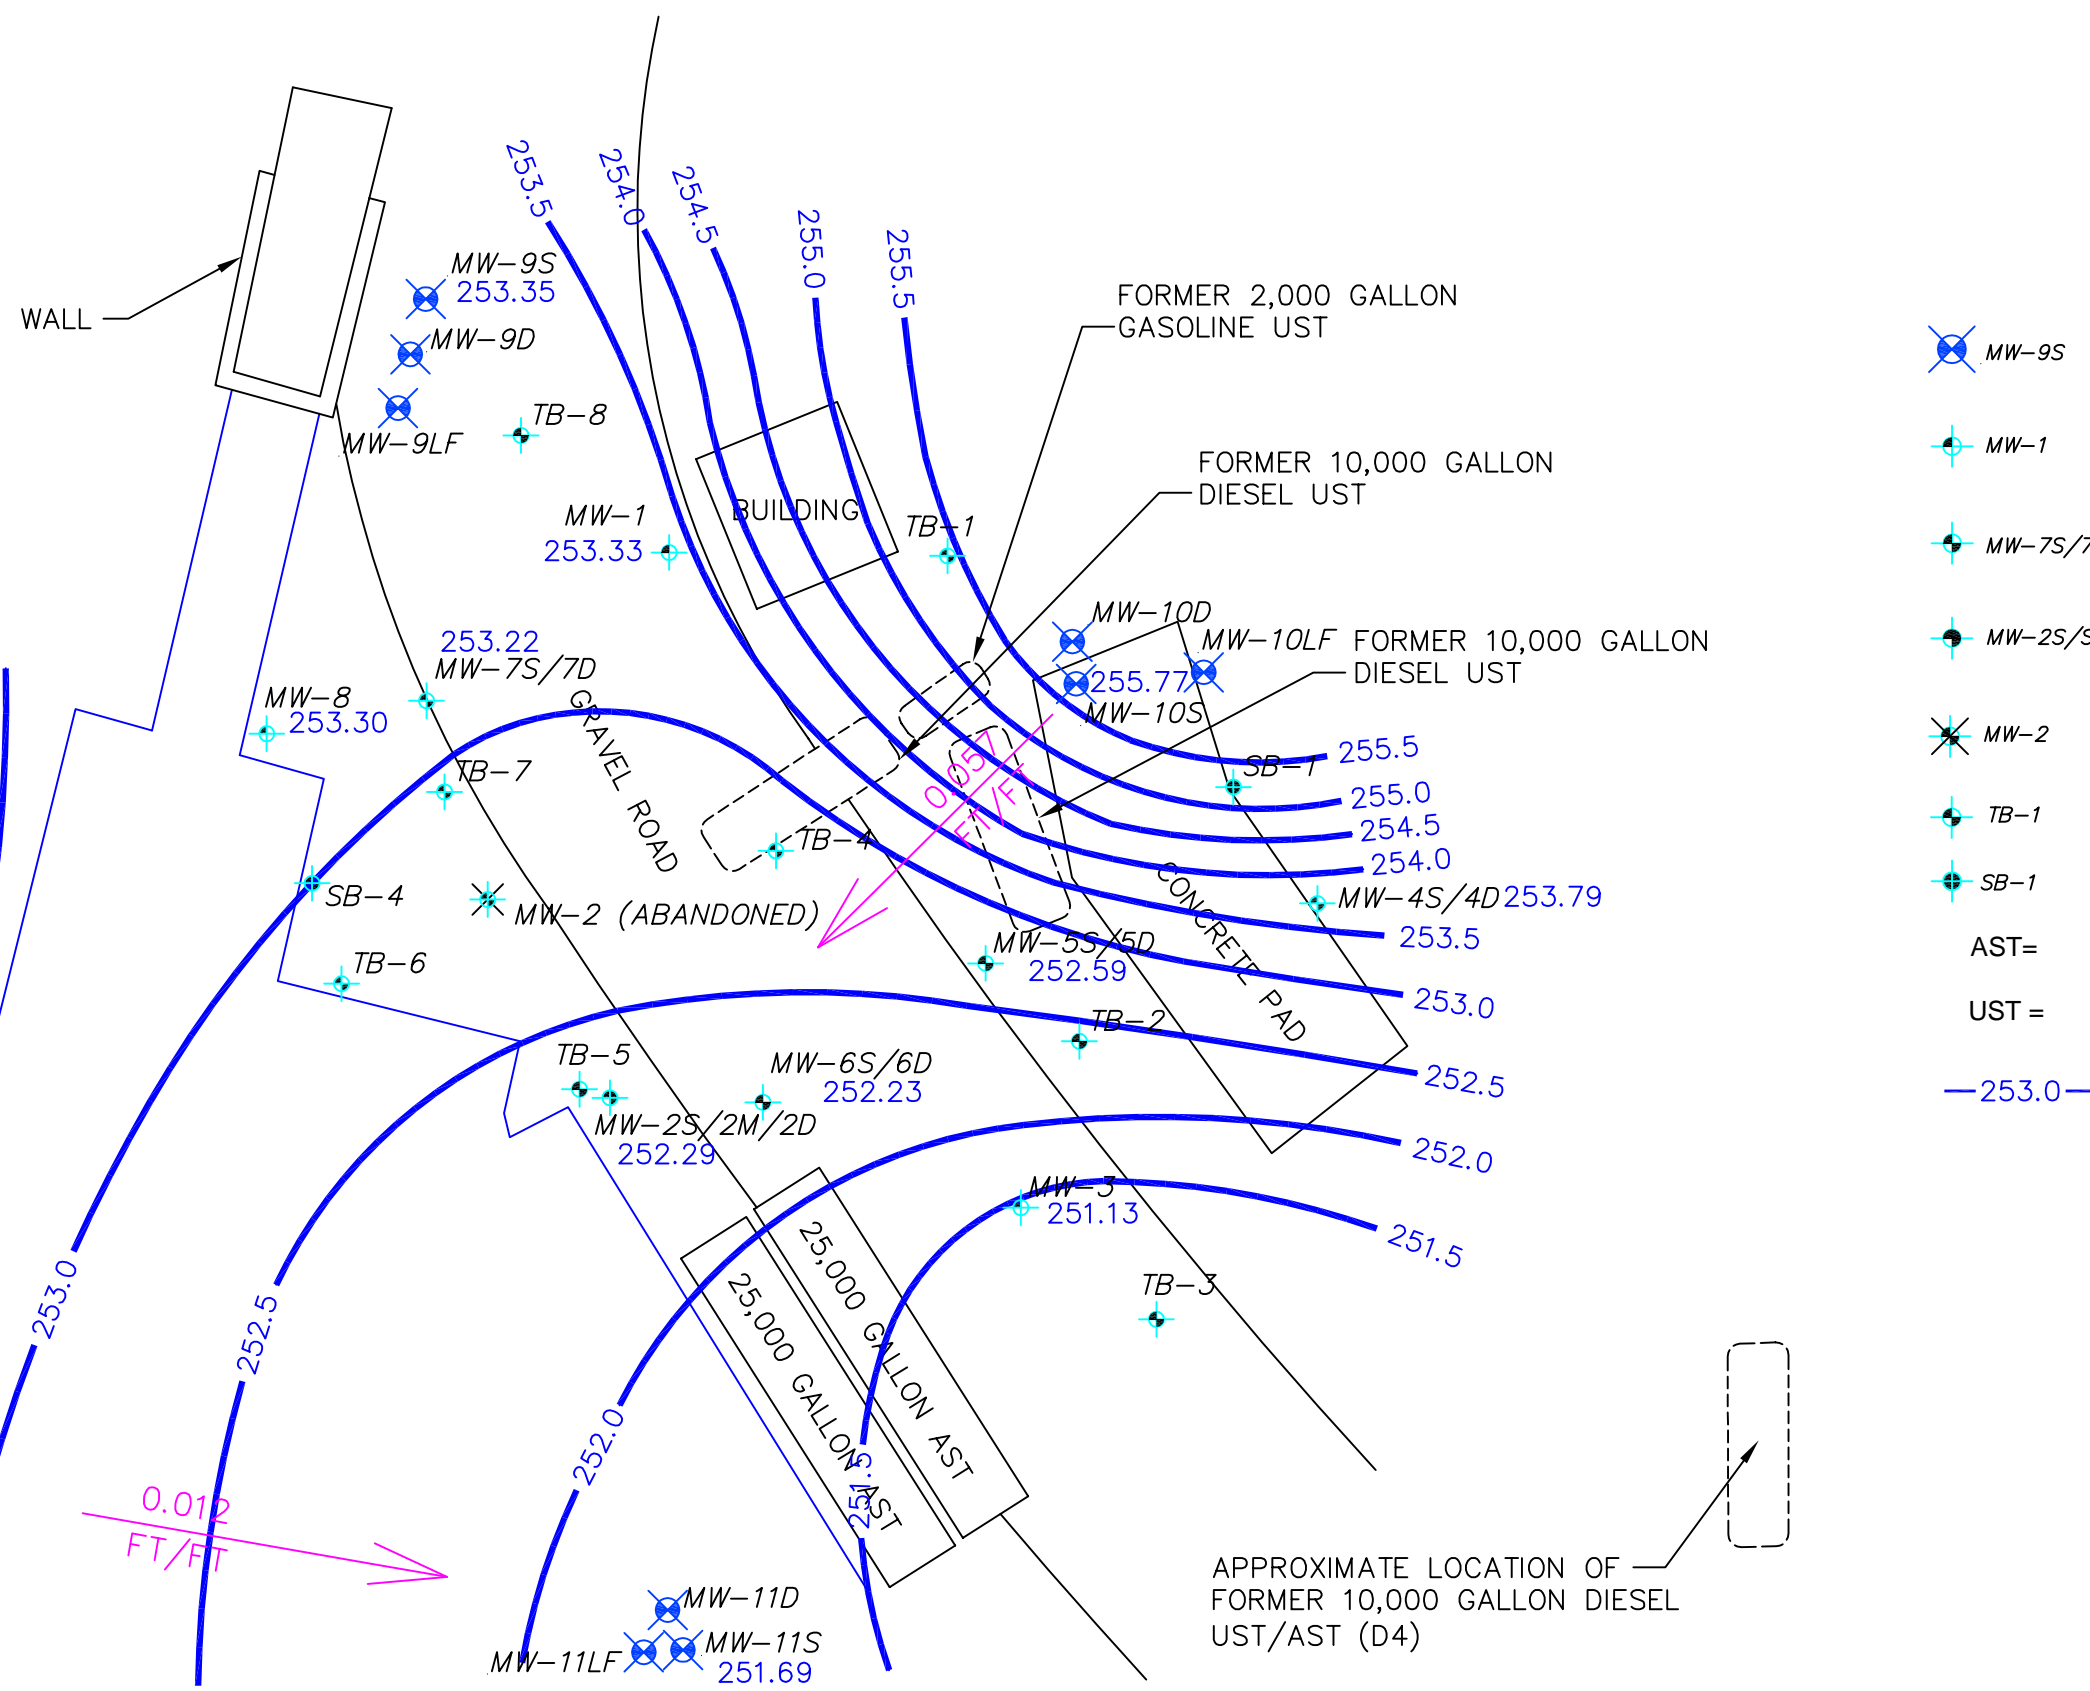 253.5
254.0
254.5
255.0
255.5
MW-9S
253.35
WALL
MW-9D
MW-9LF
TB-8
FORMER 2,000 GALLON
GASOLINE UST
FORMER 10,000 GALLON
DIESEL UST
BUILDING
MW-1
253.33
TB-1
MW-10D
MW-10LF
FORMER 10,000 GALLON
DIESEL UST
255.77
MW-10S
253.22
MW-7S/7D
MW-8
253.30
GRAVEL ROAD
TB-7
0.057
FT/FT
SB-1
255.5
255.0
254.5
254.0
TB-4
SB-4
MW-2 (ABANDONED)
CONCRETE PAD
MW-4S/4D 253.79
253.5
MW-5S/5D
252.59
TB-6
253.0
TB-2
TB-5
MW-6S/6D
252.23
252.5
MW-2S/2M/2D
252.29
252.0
MW-3
251.13
251.5
253.0
252.5
25,000 GALLON AST
25,000 GALLON AST
TB-3
252.0
251.5
0.012
FT/FT
MW-11D
MW-11S
MW-11LF
251.69
APPROXIMATE LOCATION OF
FORMER 10,000 GALLON DIESEL
UST/AST (D4)
MW-9S
MW-1
MW-7S/7
MW-2S/S
MW-2
TB-1
SB-1
AST=
UST =
253.0